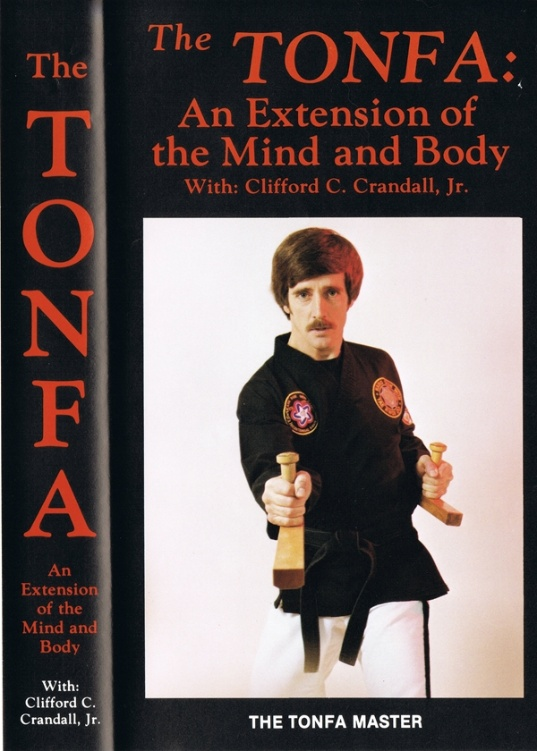 The
TONFA
An
Extension
of the
Mind and
Body
With:
Clifford C.
Crandall, Jr.
The TONFA:
An Extension of
the Mind and Body
With: Clifford C. Crandall, Jr.
THE TONFA MASTER